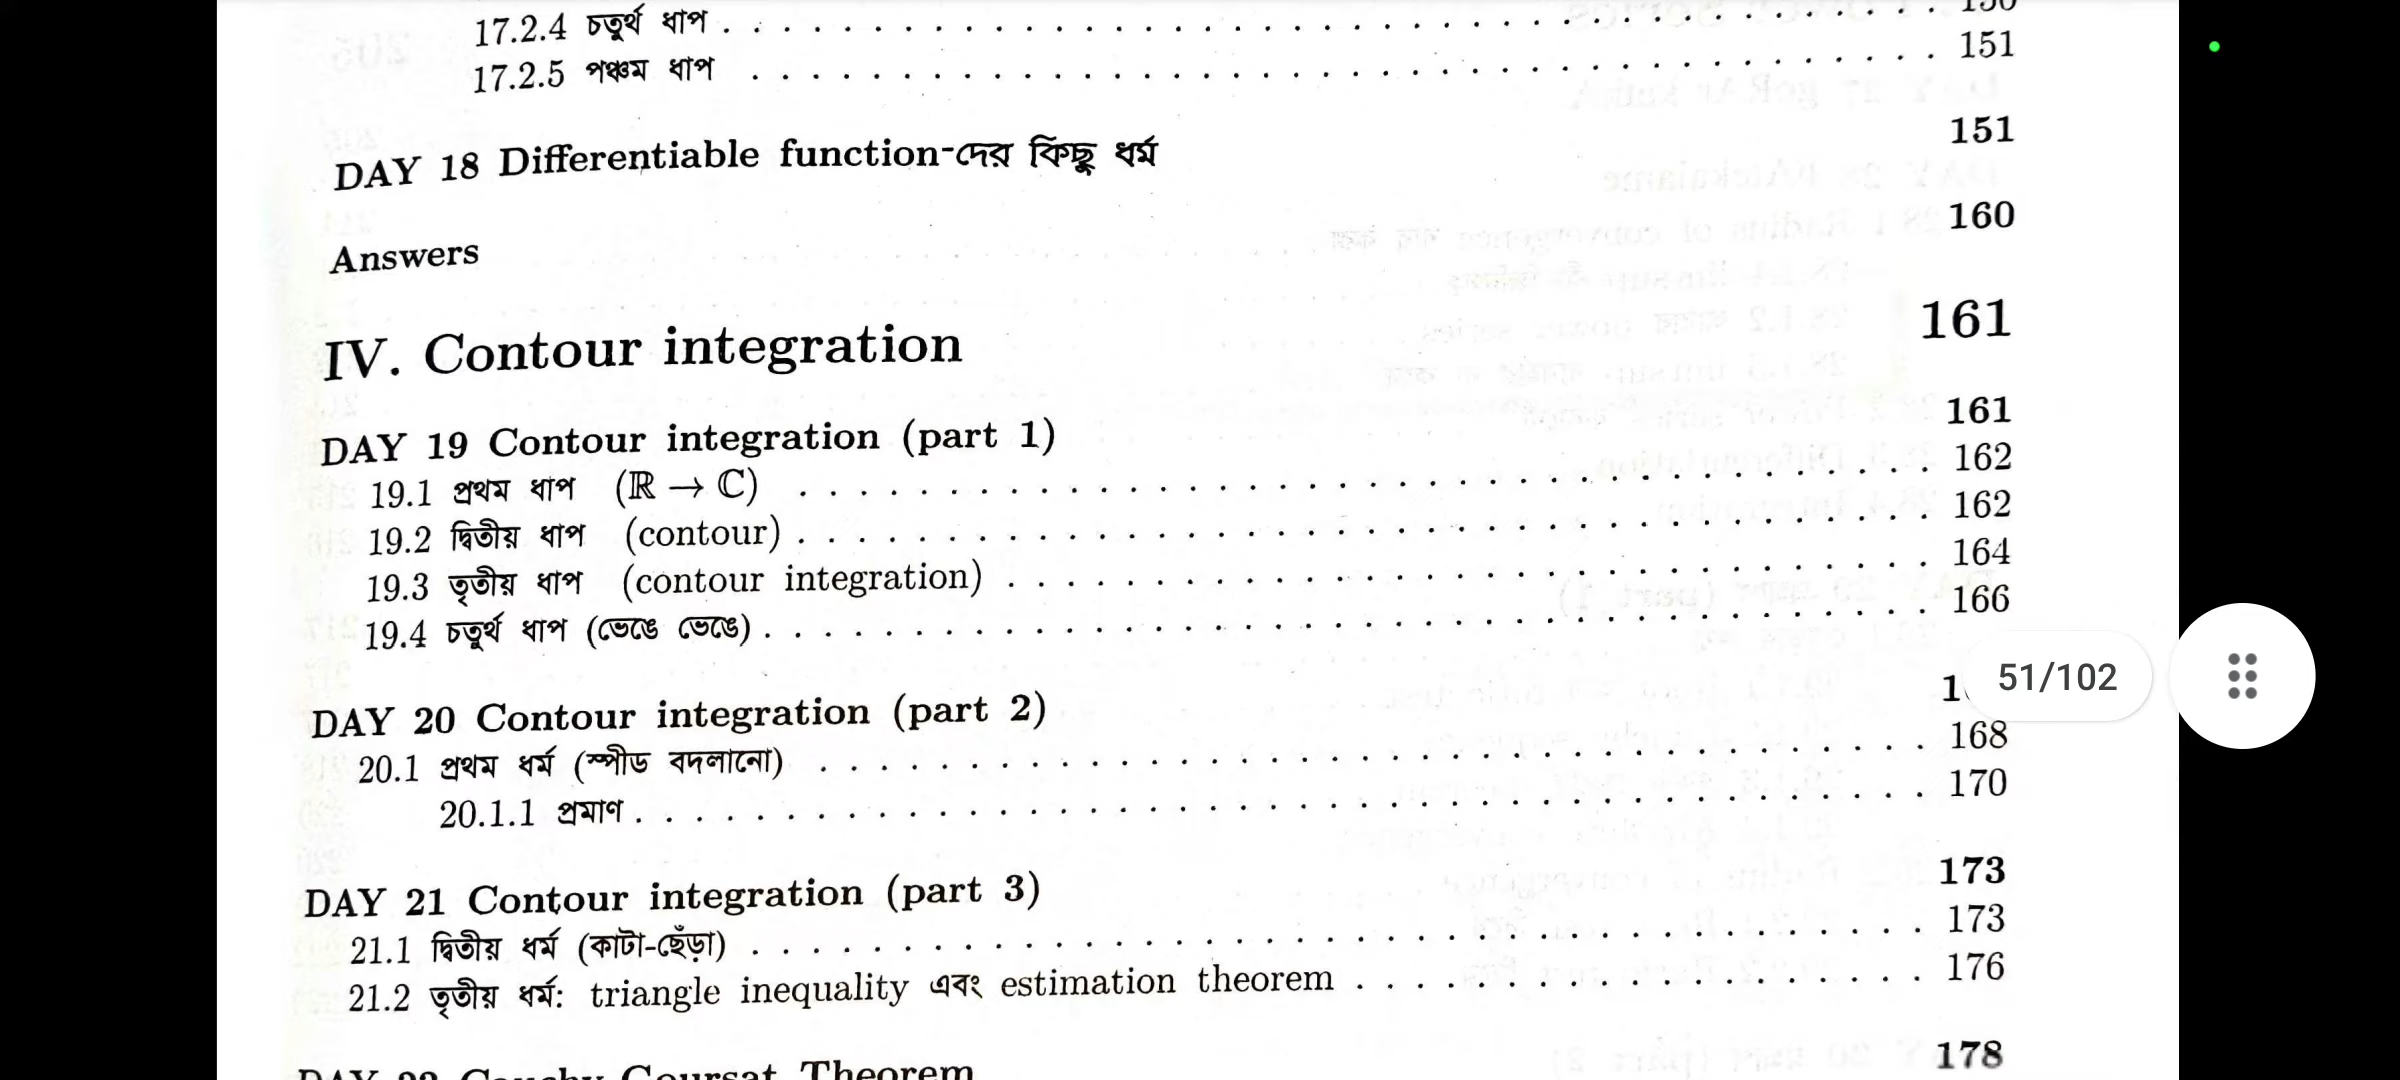 17.2.4 চতুর্থ ধাপ . . . . . . . . . . . . . . . . . . . . 150
17.2.5 পঞ্চম ধাপ . . . . . . . . . . . . . . . . . . . . 151
DAY 18 Differentiable function-দের কিছু ধর্ম 151
Answers 160
IV. Contour integration 161
DAY 19 Contour integration (part 1) 161
19.1 প্রথম ধাপ (ℝ → ℂ) . . . . . . . . . . . . . . . . . . . . 162
19.2 দ্বিতীয় ধাপ (contour) . . . . . . . . . . . . . . . . . . . . 162
19.3 তৃতীয় ধাপ (contour integration) . . . . . . . . . . . . . . . . . . . . 164
19.4 চতুর্থ ধাপ (ভেঙে ভেঙে) . . . . . . . . . . . . . . . . . . . . 166
51/102
DAY 20 Contour integration (part 2)
20.1 প্রথম ধর্ম (স্পীড বদলানো) . . . . . . . . . . . . . . . . . . . . 168
20.1.1 প্রমাণ . . . . . . . . . . . . . . . . . . . . 170
DAY 21 Contour integration (part 3) 173
21.1 দ্বিতীয় ধর্ম (কাটা-ছেঁড়া) . . . . . . . . . . . . . . . . . . . . 173
21.2 তৃতীয় ধর্ম: triangle inequality এবং estimation theorem . . . . . . . . . . . . . . . . . . . . 176
Theorem 178